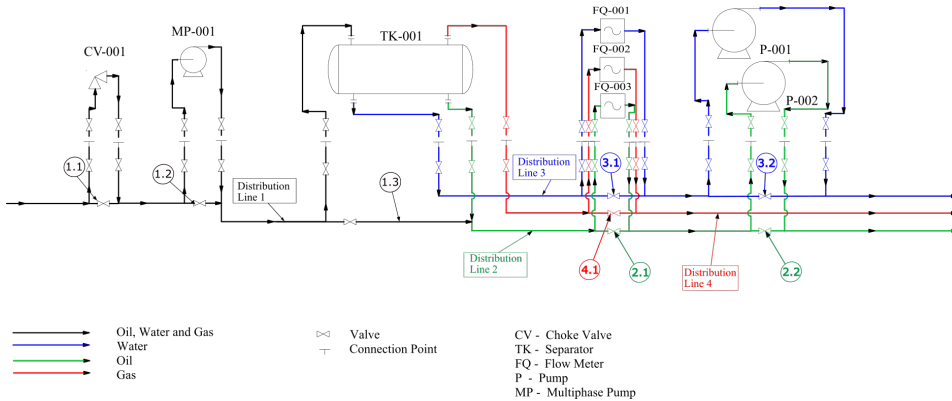 FQ-001
MP-001
CV-001
TK-001
FQ-002
P-001
FQ-003
P-002
1.1
1.2
1.3
Distribution
Line 1
Distribution
Line 3
3.1
3.2
Distribution
Line 2
4.1
2.1
Distribution
Line 4
2.2
Oil, Water and Gas
Water
Oil
Gas
Valve
Connection Point
CV - Choke Valve
TK - Separator
FQ - Flow Meter
P - Pump
MP - Multiphase Pump